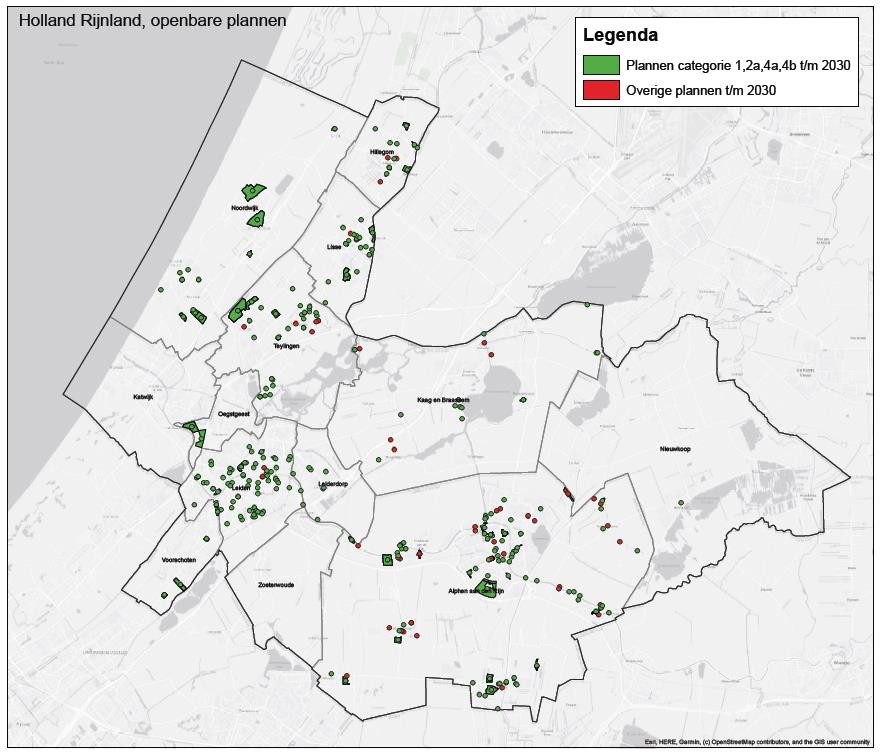 Holland Rijnland, openbare plannen
Legenda
Plannen categorie 1,2a,4a,4b t/m 2030
Overige plannen t/m 2030
Hillegom
Noordwijk
Lisse
Teylingen
Katwijk
Oegstgeest
Kaag en Braassem
Nieuwkoop
Leiden
Leiderdorp
Voorschoten
Zoeterwoude
Alphen aan den Rijn
Esri, HERE, Garmin, (c) OpenStreetMap contributors, and the GIS user community